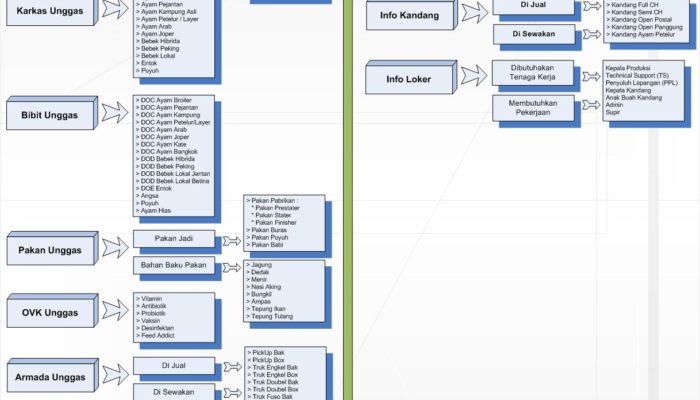 Karkas Unggas
> Ayam Pejantan
> Ayam Kampung Asli
> Ayam Petelur / Layer
> Ayam Arab
> Ayam Joper
> Bebek Hibrida
> Bebek Peking
> Bebek Lokal
> Entok
> Puyuh
Bibit Unggas
> DOC Ayam Broiler
> DOC Ayam Pejantan
> DOC Ayam Kampung
> DOC Ayam Petelur/Layer
> DOC Ayam Arab
> DOC Ayam Joper
> DOC Ayam Kate
> DOC Ayam Bangkok
> DOD Bebek Hibrida
> DOD Bebek Peking
> DOD Bebek Lokal Jantan
> DOD Bebek Lokal Betina
> DOE Entok
> Angsa
> Puyuh
> Ayam Hias
Pakan Unggas
Pakan Jadi
> Pakan Pabrikan :
* Pakan Prestater
* Pakan Stater
* Pakan Finisher
> Pakan Buras
> Pakan Puyuh
> Pakan Babi
Bahan Baku Pakan
> Jagung
> Dedak
> Menir
> Nasi Aking
> Bungkil
> Ampas
> Tepung Ikan
> Tepung Tulang
OVK Unggas
> Vitamin
> Antibiotik
> Probiotik
> Vaksin
> Desinfektan
> Feed Addict
Armada Unggas
Di Jual
> PickUp Bak
> PickUp Box
> Truk Engkel Bak
> Truk Engkel Box
> Truk Doubel Bak
> Truk Doubel Box
> Truk Fuso Bak
Di Sewakan
Info Kandang
Di Jual
Di Sewakan
> Kandang Full CH
> Kandang Semi CH
> Kandang Open Postal
> Kandang Open Panggung
> Kandang Ayam Petelur
Info Loker
Dibutuhakan
Tenaga Kerja
Membutuhkan
Pekerjaan
Kepala Produksi
Technical Support (TS)
Penyuluh Lapangan (PPL)
Kepala Kandang
Anak Buah Kandang
Admin
Supir